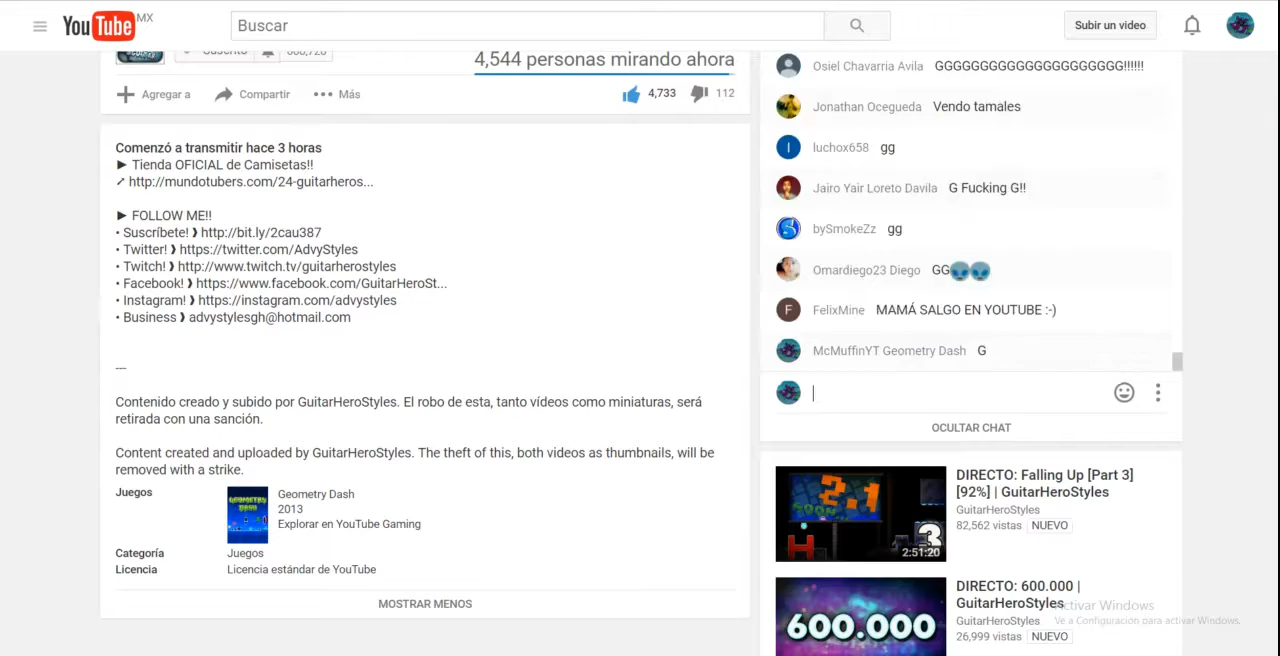 YouTube MX
Buscar
Subir un video
4,544 personas mirando ahora
Agregar a
Compartir
Más
4,733
112
Comenzó a transmitir hace 3 horas
► Tienda OFICIAL de Camisetas!!
➚ http://mundotubers.com/24-guitarheros...
► FOLLOW ME!!
• Suscríbete! ❱ http://bit.ly/2cau387
• Twitter! ❱ https://twitter.com/AdvyStyles
• Twitch! ❱ http://www.twitch.tv/guitarherostyles
• Facebook! ❱ https://www.facebook.com/GuitarHeroSt...
• Instagram! ❱ https://instagram.com/advystyles
• Business ❱ advystylesgh@hotmail.com
---
Contenido creado y subido por GuitarHeroStyles. El robo de esta, tanto vídeos como miniaturas, será
retirada con una sanción.
Content created and uploaded by GuitarHeroStyles. The theft of this, both videos as thumbnails, will be
removed with a strike.
Juegos
GEOMETRY
DASH
Geometry Dash
2013
Explorar en YouTube Gaming
Categoría Juegos
Licencia Licencia estándar de YouTube
MOSTRAR MENOS
Osiel Chavarria Avila GGGGGGGGGGGGGGGGGGGGG!!!!!!
Jonathan Ocegueda Vendo tamales
I luchox658 gg
Jairo Yair Loreto Davila G Fucking G!!
S bySmokeZz gg
Omardiego23 Diego GG👽👽
F FelixMine MAMÁ SALGO EN YOUTUBE :-)
McMuffinYT Geometry Dash G
OCULTAR CHAT
2.1
SOON
H
3
2:51:20
DIRECTO: Falling Up [Part 3]
[92%] | GuitarHeroStyles
GuitarHeroStyles
82,562 vistas NUEVO
600.000
DIRECTO: 600.000 |
GuitarHeroStyles
GuitarHeroStyles
26,999 vistas NUEVO
Activar Windows
Ve a Configuración para activar Windows.